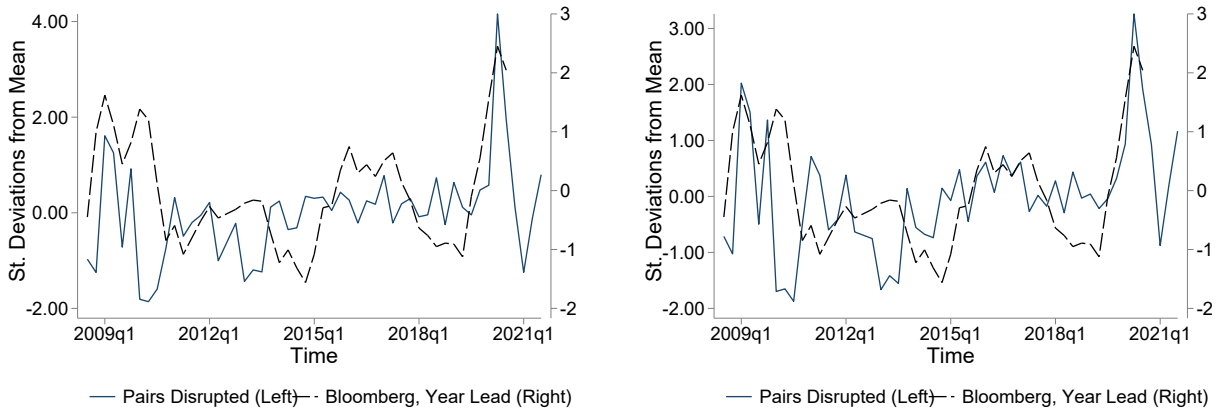 St. Deviations from Mean
4.00
2.00
0.00
-2.00
3
2
1
0
-1
-2
2009q1 2012q1 2015q1 2018q1 2021q1
Time
Pairs Disrupted (Left) Bloomberg, Year Lead (Right)
St. Deviations from Mean
3.00
2.00
1.00
0.00
-1.00
-2.00
3
2
1
0
-1
-2
2009q1 2012q1 2015q1 2018q1 2021q1
Time
Pairs Disrupted (Left) Bloomberg, Year Lead (Right)